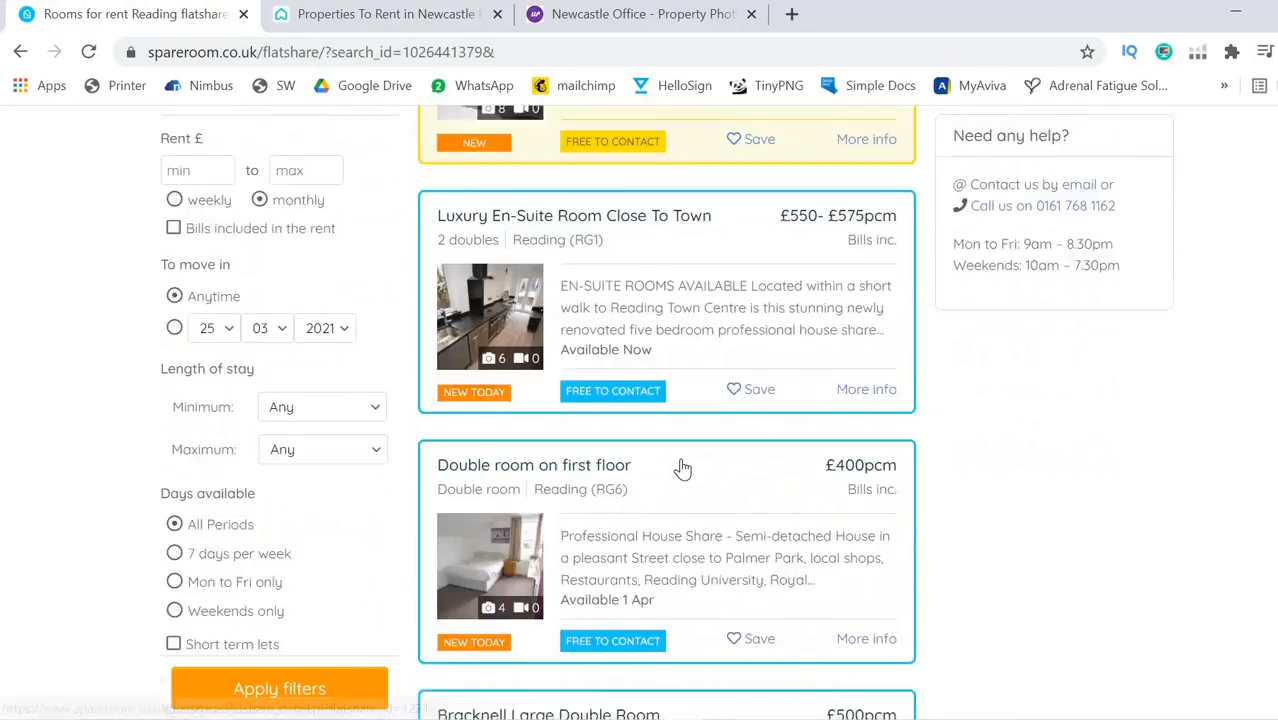 Rooms for rent Reading flatshare
Properties To Rent in Newcastle
Newcastle Office - Property Phot
spareroom.co.uk/flatshare/?search_id=1026441379&
Apps
Printer
Nimbus
SW
Google Drive
WhatsApp
mailchimp
HelloSign
TinyPNG
Simple Docs
MyAviva
Adrenal Fatigue Sol...
»
Rent £
min to max
weekly monthly
Bills included in the rent
To move in
Anytime
25 03 2021
Length of stay
Minimum: Any
Maximum: Any
Days available
All Periods
7 days per week
Mon to Fri only
Weekends only
Short term lets
Apply filters
8 0
NEW FREE TO CONTACT Save More info
Luxury En-Suite Room Close To Town £550- £575pcm
2 doubles Reading (RG1) Bills inc.
EN-SUITE ROOMS AVAILABLE Located within a short
walk to Reading Town Centre is this stunning newly
renovated five bedroom professional house share...
Available Now
6 0
NEW TODAY FREE TO CONTACT Save More info
Double room on first floor £400pcm
Double room Reading (RG6) Bills inc.
Professional House Share - Semi-detached House in
a pleasant Street close to Palmer Park, local shops,
Restaurants, Reading University, Royal...
Available 1 Apr
4 0
NEW TODAY FREE TO CONTACT Save More info
Bracknell Large Double Room £500pcm
Need any help?
@ Contact us by email or
Call us on 0161 768 1162
Mon to Fri: 9am – 8.30pm
Weekends: 10am – 7.30pm